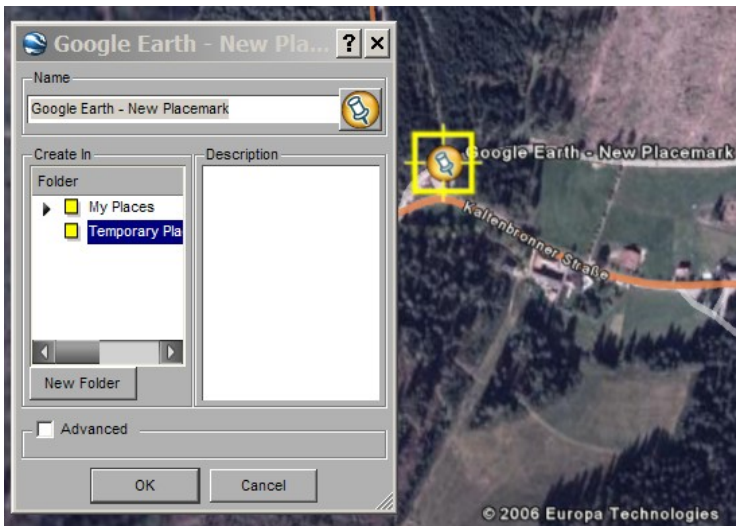 Google Earth - New Pla...
Name
Google Earth - New Placemark
Create In
Description
Folder
My Places
Temporary Pla
New Folder
Advanced
OK
Cancel
Google Earth - New Placemark
Kaltenbronner Straße
© 2006 Europa Technologies